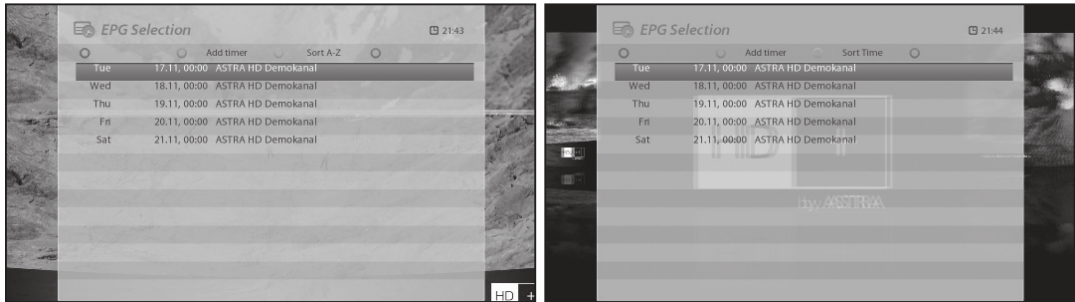 EPG Selection 21:43
Add timer Sort A-Z
Tue 17.11, 00:00 ASTRA HD Demokanal
Wed 18.11, 00:00 ASTRA HD Demokanal
Thu 19.11, 00:00 ASTRA HD Demokanal
Fri 20.11, 00:00 ASTRA HD Demokanal
Sat 21.11, 00:00 ASTRA HD Demokanal
HD +
EPG Selection 21:44
Add timer Sort Time
Tue 17.11, 00:00 ASTRA HD Demokanal
Wed 18.11, 00:00 ASTRA HD Demokanal
Thu 19.11, 00:00 ASTRA HD Demokanal
Fri 20.11, 00:00 ASTRA HD Demokanal
Sat 21.11, 00:00 ASTRA HD Demokanal
HD